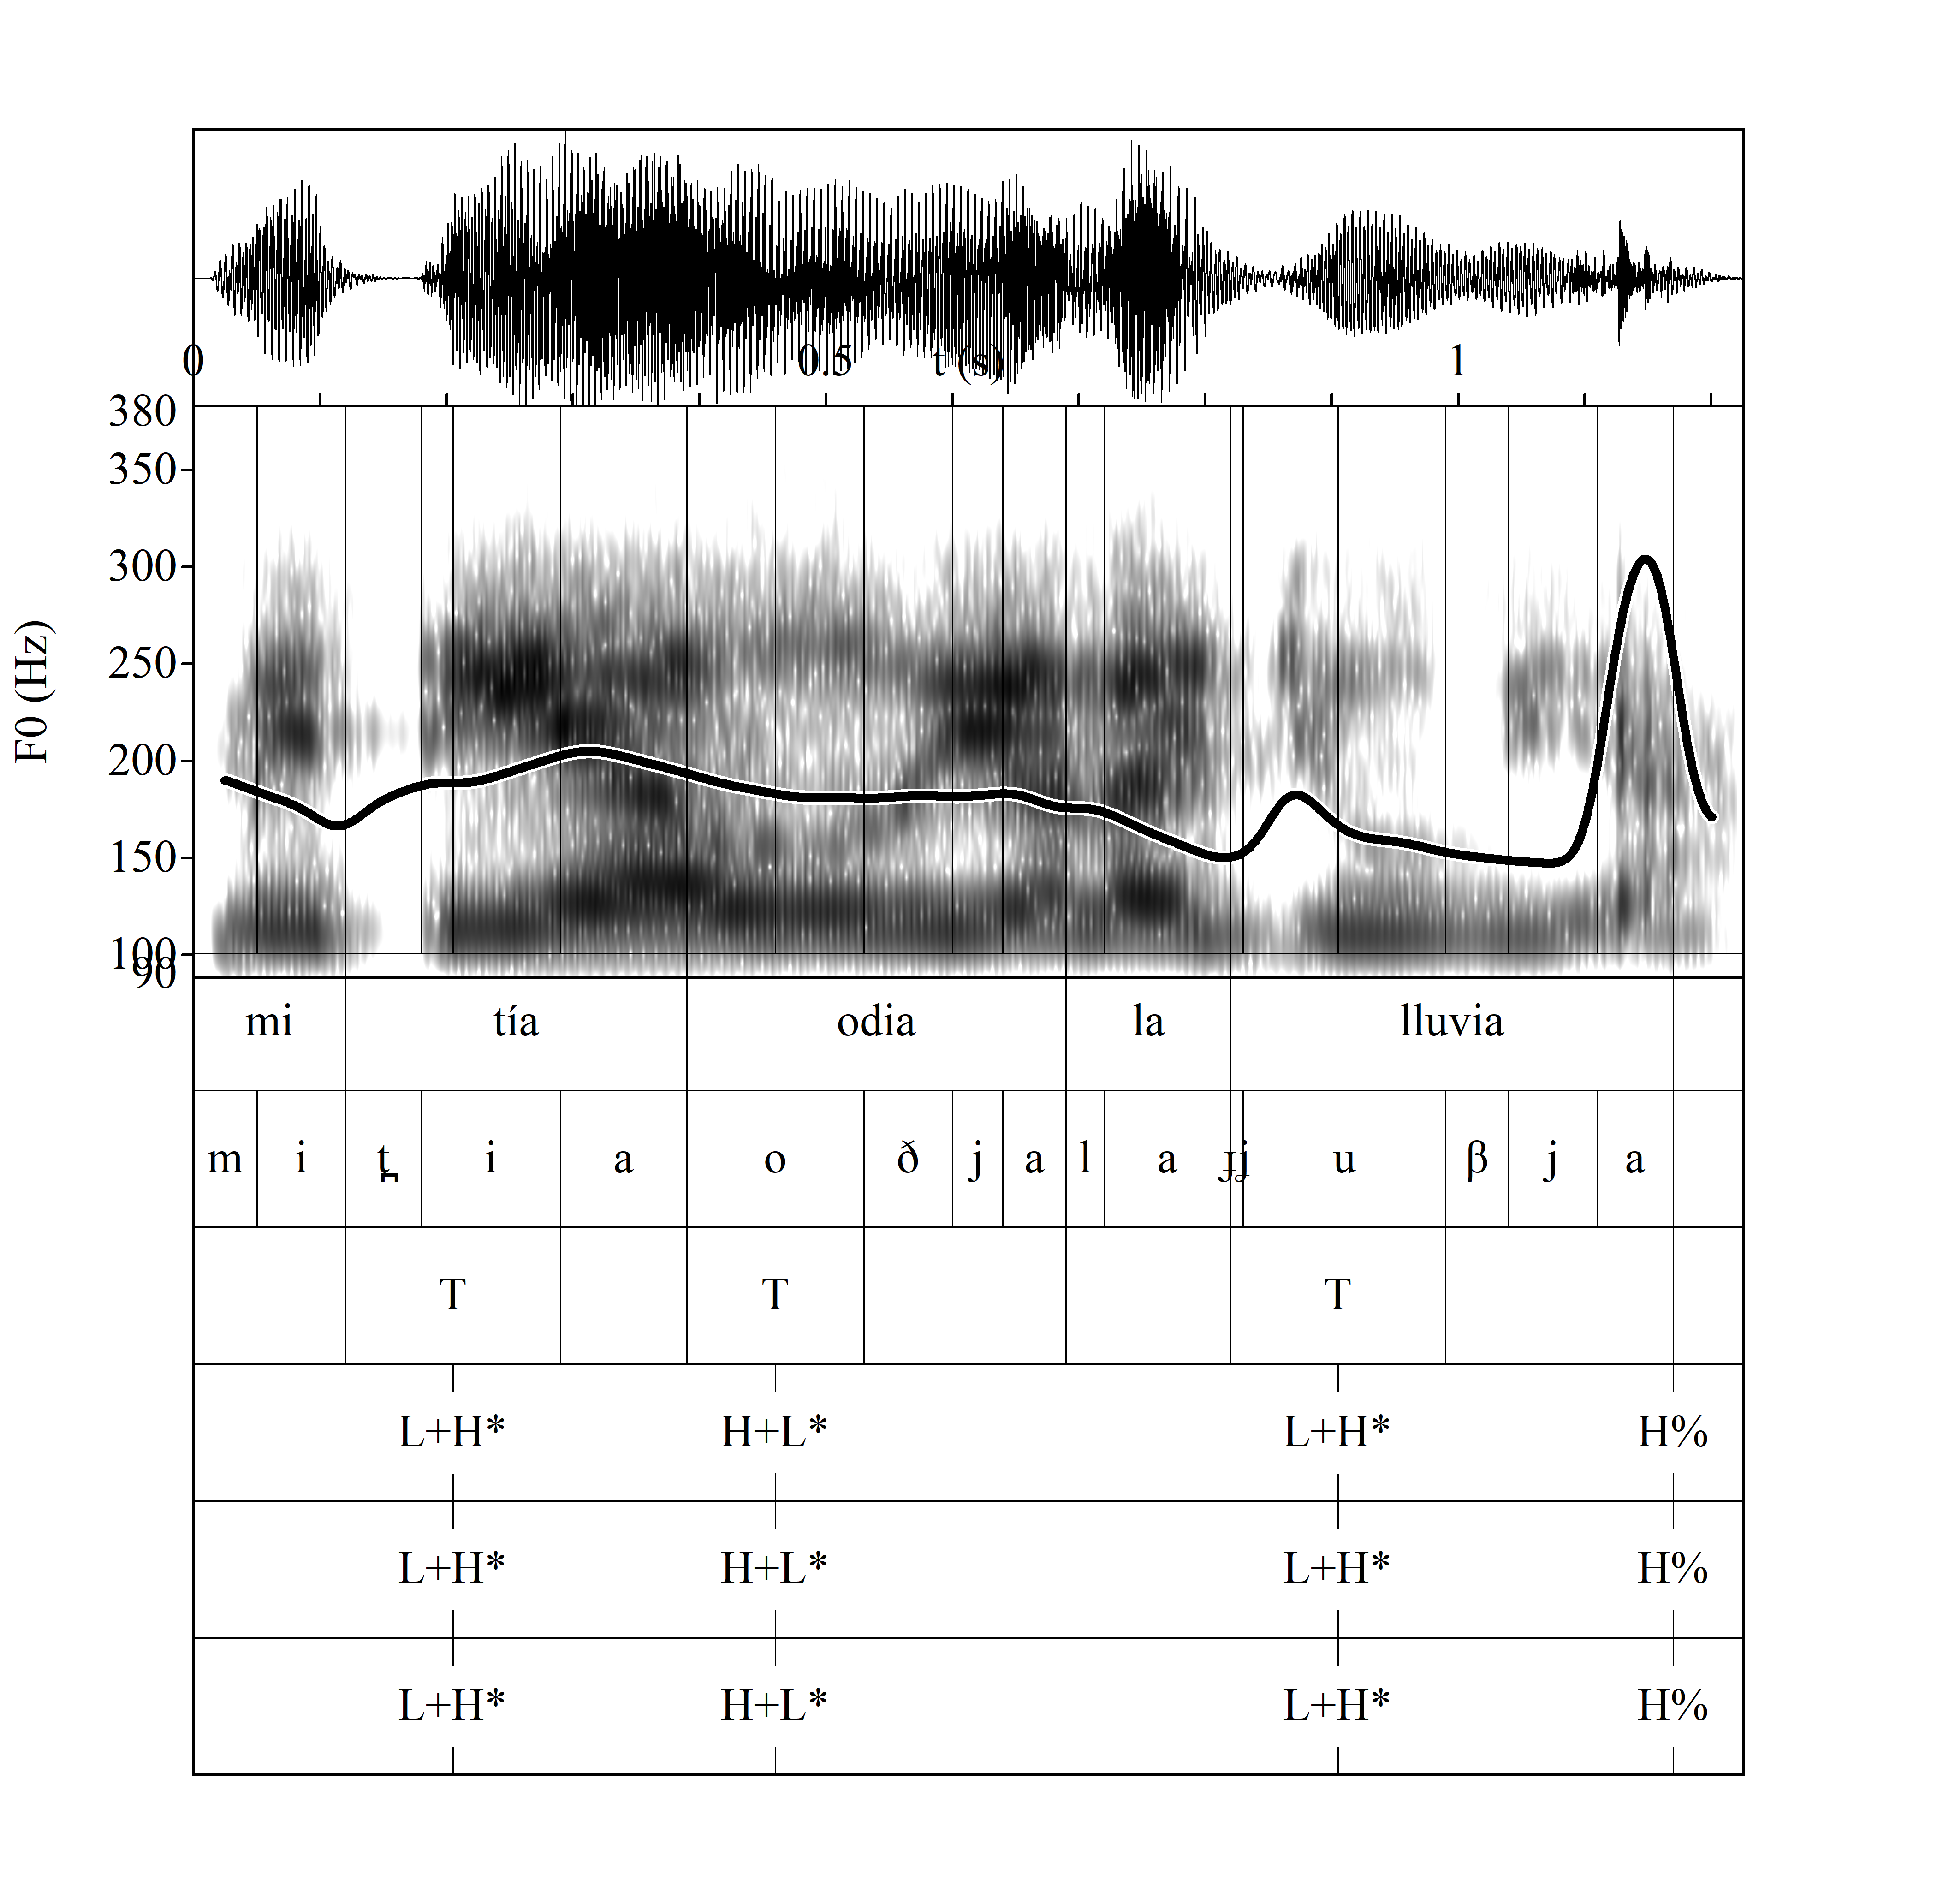 0 0.5 t (s) 1
380
350
300
250
200
150
100
90
F0 (Hz)
mi tía odia la lluvia
m i t̪ i a o ð j a l a ɟʝ u β j a
T T T
L+H* H+L* L+H* H%
L+H* H+L* L+H* H%
L+H* H+L* L+H* H%